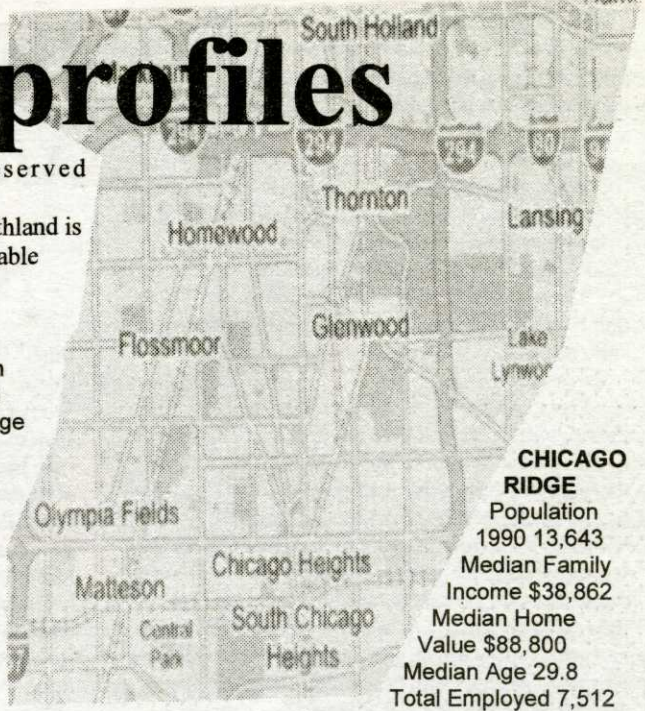 South Holland
profiles
294
294
294
80
served
Thornton
thland is
Homewood
Lansing
able
Glenwood
Flossmoor
Lake
n
ge
CHICAGO
RIDGE
Population
1990 13,643
Median Family
Income $38,862
Median Home
Value $88,800
Median Age 29.8
Total Employed 7,512
Olympia Fields
Chicago Heights
Matteson
South Chicago
Heights
Central
Park